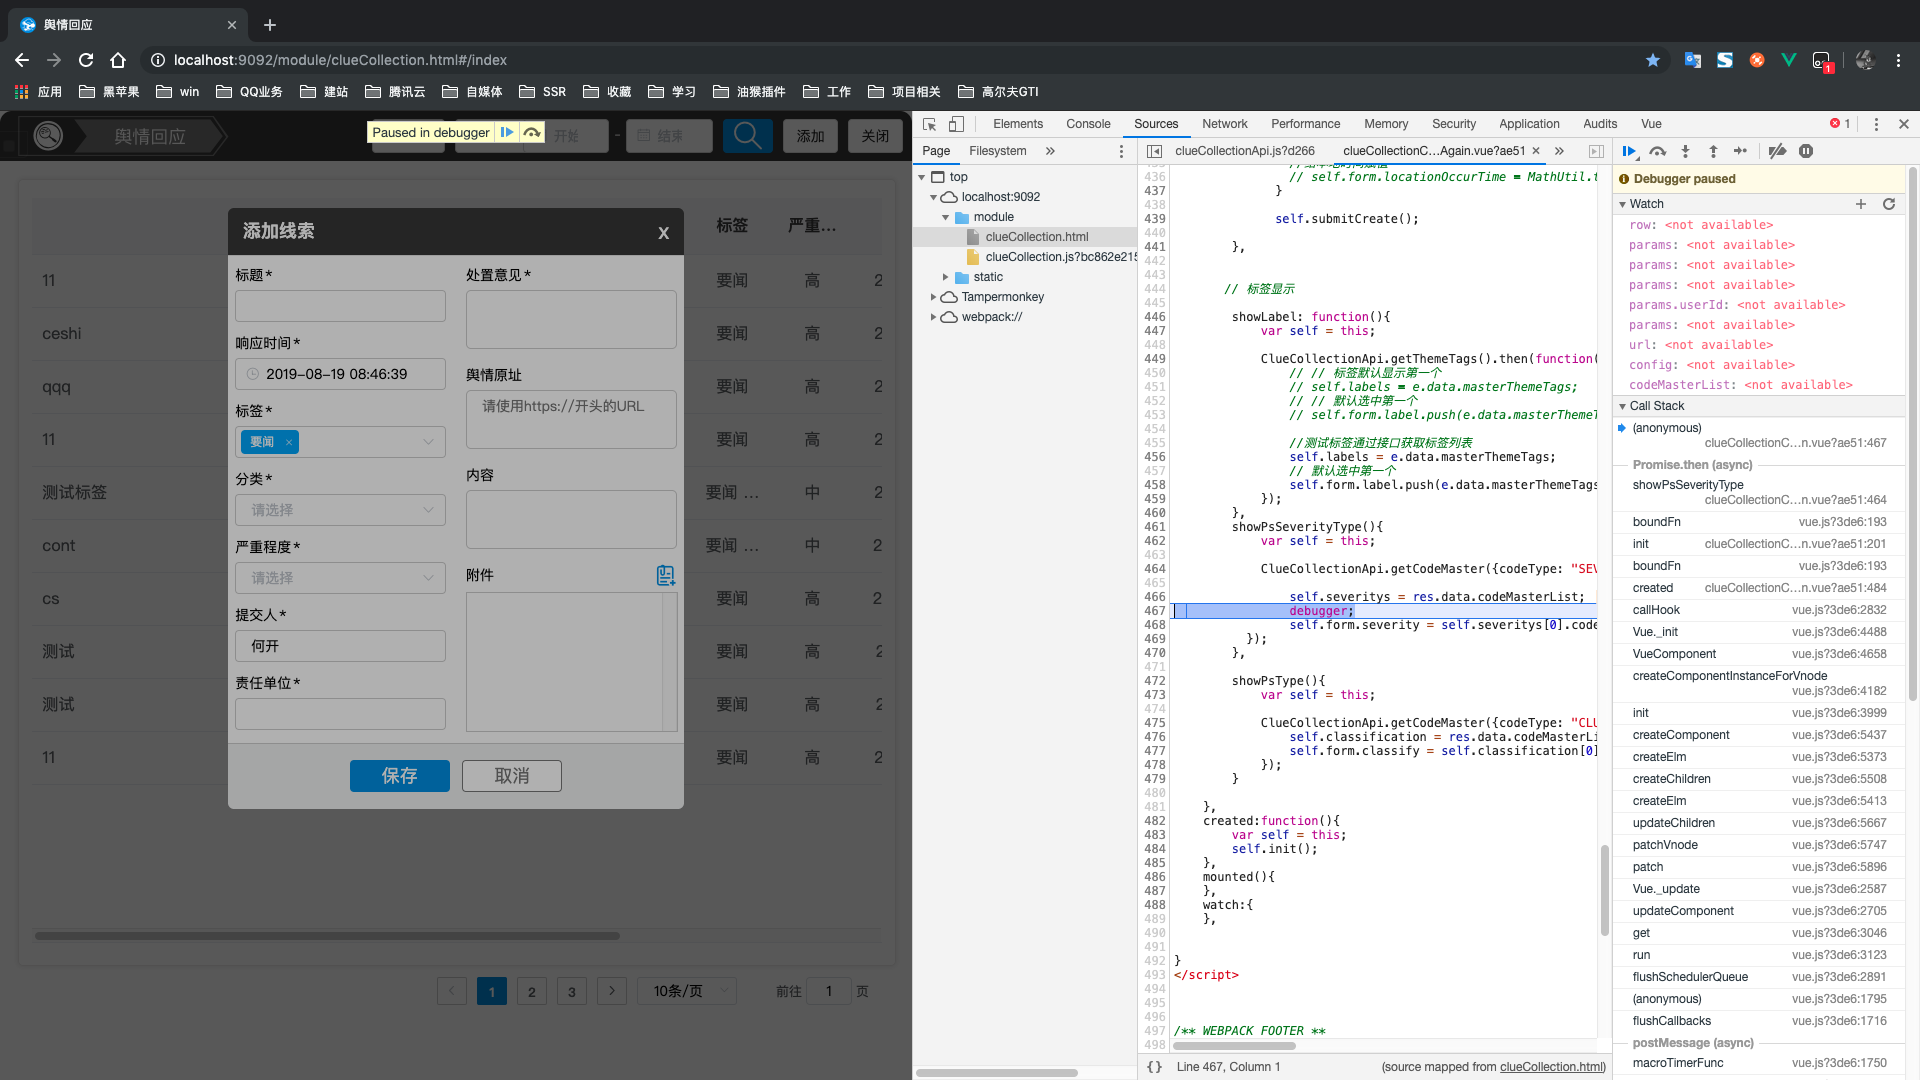 舆情回应
localhost:9092/module/clueCollection.html#/index
应用 黑苹果 win QQ业务 建站 腾讯云 自媒体 SSR 收藏 学习 油猴插件 工作 项目相关 高尔夫GTI
舆情回应
Paused in debugger
开始 - 结束
添加 关闭
标签 严重...
11 要闻 高 2
ceshi 要闻 高 2
qqq 要闻 高 2
11 要闻 高 2
测试标签 要闻 ... 中 2
cont 要闻 ... 中 2
cs 要闻 高 2
测试 要闻 高 2
测试 要闻 高 2
11 要闻 高 2
添加线索 X
标题*
处置意见*
响应时间*
2019-08-19 08:46:39
舆情原址
请使用https://开头的URL
标签*
要闻 ×
分类*
请选择
内容
严重程度*
请选择
附件
提交人*
何开
责任单位*
保存 取消
1 2 3 10条/页 前往 1 页
Elements Console Sources Network Performance Memory Security Application Audits Vue 1
Page Filesystem »
top
localhost:9092
module
clueCollection.html
clueCollection.js?bc862e215
static
Tampermonkey
webpack://
clueCollectionApi.js?d266 clueCollectionC…Again.vue?ae51 × »
436 // self.form.locationOccurTime = MathUtil.t
437 }
438
439 self.submitCreate();
440
441 },
442
443
444 // 标签显示
445
446 showLabel: function(){
447 var self = this;
448
449 ClueCollectionApi.getThemeTags().then(function(
450 // // 标签默认显示第一个
451 // self.labels = e.data.masterThemeTags;
452 // // 默认选中第一个
453 // self.form.label.push(e.data.masterThemeT
454
455 //测试标签通过接口获取标签列表
456 self.labels = e.data.masterThemeTags;
457 // 默认选中第一个
458 self.form.label.push(e.data.masterThemeTags
459 });
460 },
461 showPsSeverityType(){
462 var self = this;
463
464 ClueCollectionApi.getCodeMaster({codeType: "SEV
465
466 self.severitys = res.data.codeMasterList;
467 debugger;
468 self.form.severity = self.severitys[0].code
469 });
470 },
471
472 showPsType(){
473 var self = this;
474
475 ClueCollectionApi.getCodeMaster({codeType: "CLU
476 self.classification = res.data.codeMasterLi
477 self.form.classify = self.classification[0]
478 });
479 }
480
481 },
482 created:function(){
483 var self = this;
484 self.init();
485 },
486 mounted(){
487 },
488 watch:{
489 },
490
491
492 }
493 </script>
494
495
496
497 /** WEBPACK FOOTER **
498
{} Line 467, Column 1 (source mapped from clueCollection.html)
Debugger paused
Watch
row: <not available>
params: <not available>
params: <not available>
params: <not available>
params.userId: <not available>
params: <not available>
url: <not available>
config: <not available>
codeMasterList: <not available>
Call Stack
(anonymous)
clueCollectionC…n.vue?ae51:467
Promise.then (async)
showPsSeverityType
clueCollectionC…n.vue?ae51:464
boundFn vue.js?3de6:193
init clueCollectionC…n.vue?ae51:201
boundFn vue.js?3de6:193
created clueCollectionC…n.vue?ae51:484
callHook vue.js?3de6:2832
Vue._init vue.js?3de6:4488
VueComponent vue.js?3de6:4658
createComponentInstanceForVnode
vue.js?3de6:4182
init vue.js?3de6:3999
createComponent vue.js?3de6:5437
createElm vue.js?3de6:5373
createChildren vue.js?3de6:5508
createElm vue.js?3de6:5413
updateChildren vue.js?3de6:5667
patchVnode vue.js?3de6:5747
patch vue.js?3de6:5896
Vue._update vue.js?3de6:2587
updateComponent vue.js?3de6:2705
get vue.js?3de6:3046
run vue.js?3de6:3123
flushSchedulerQueue vue.js?3de6:2891
(anonymous) vue.js?3de6:1795
flushCallbacks vue.js?3de6:1716
postMessage (async)
macroTimerFunc vue.js?3de6:1750